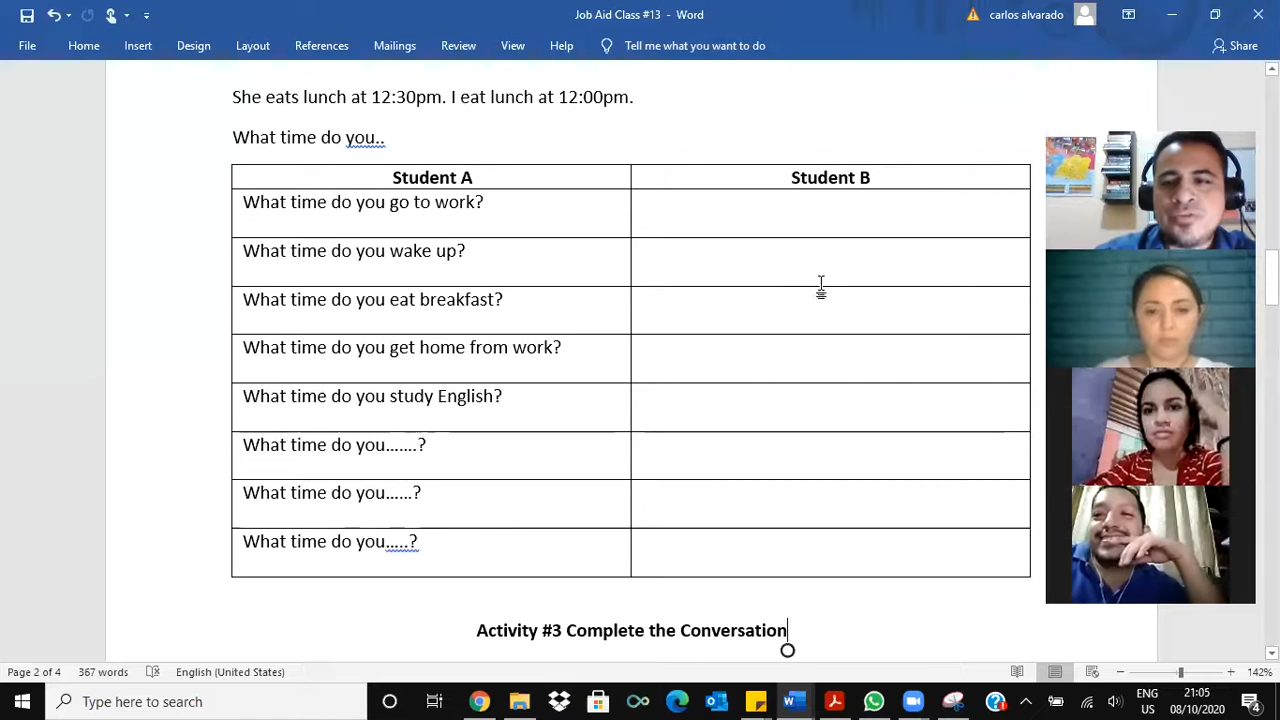 Job Aid Class #13 - Word
carlos alvarado
File Home Insert Design Layout References Mailings Review View Help Tell me what you want to do Share
She eats lunch at 12:30pm. I eat lunch at 12:00pm.
What time do you..
Student A Student B
What time do you go to work?
What time do you wake up?
What time do you eat breakfast?
What time do you get home from work?
What time do you study English?
What time do you…….?
What time do you……?
What time do you…..?
Activity #3 Complete the Conversation
Page 2 of 4 367 words English (United States) 142%
Type here to search
ENG 21:05
US 08/10/2020 4